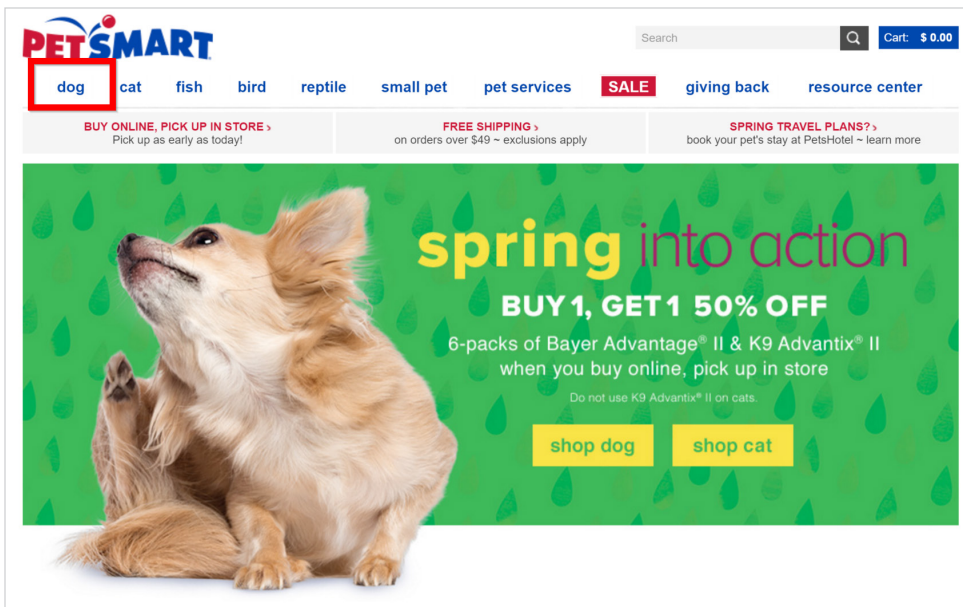 PETSMART
Search
Cart: $ 0.00
dog cat fish bird reptile small pet pet services SALE giving back resource center
BUY ONLINE, PICK UP IN STORE >
Pick up as early as today!
FREE SHIPPING >
on orders over $49 ~ exclusions apply
SPRING TRAVEL PLANS? >
book your pet's stay at PetsHotel ~ learn more
spring into action
BUY 1, GET 1 50% OFF
6-packs of Bayer Advantage® II & K9 Advantix® II
when you buy online, pick up in store
Do not use K9 Advantix® II on cats.
shop dog shop cat